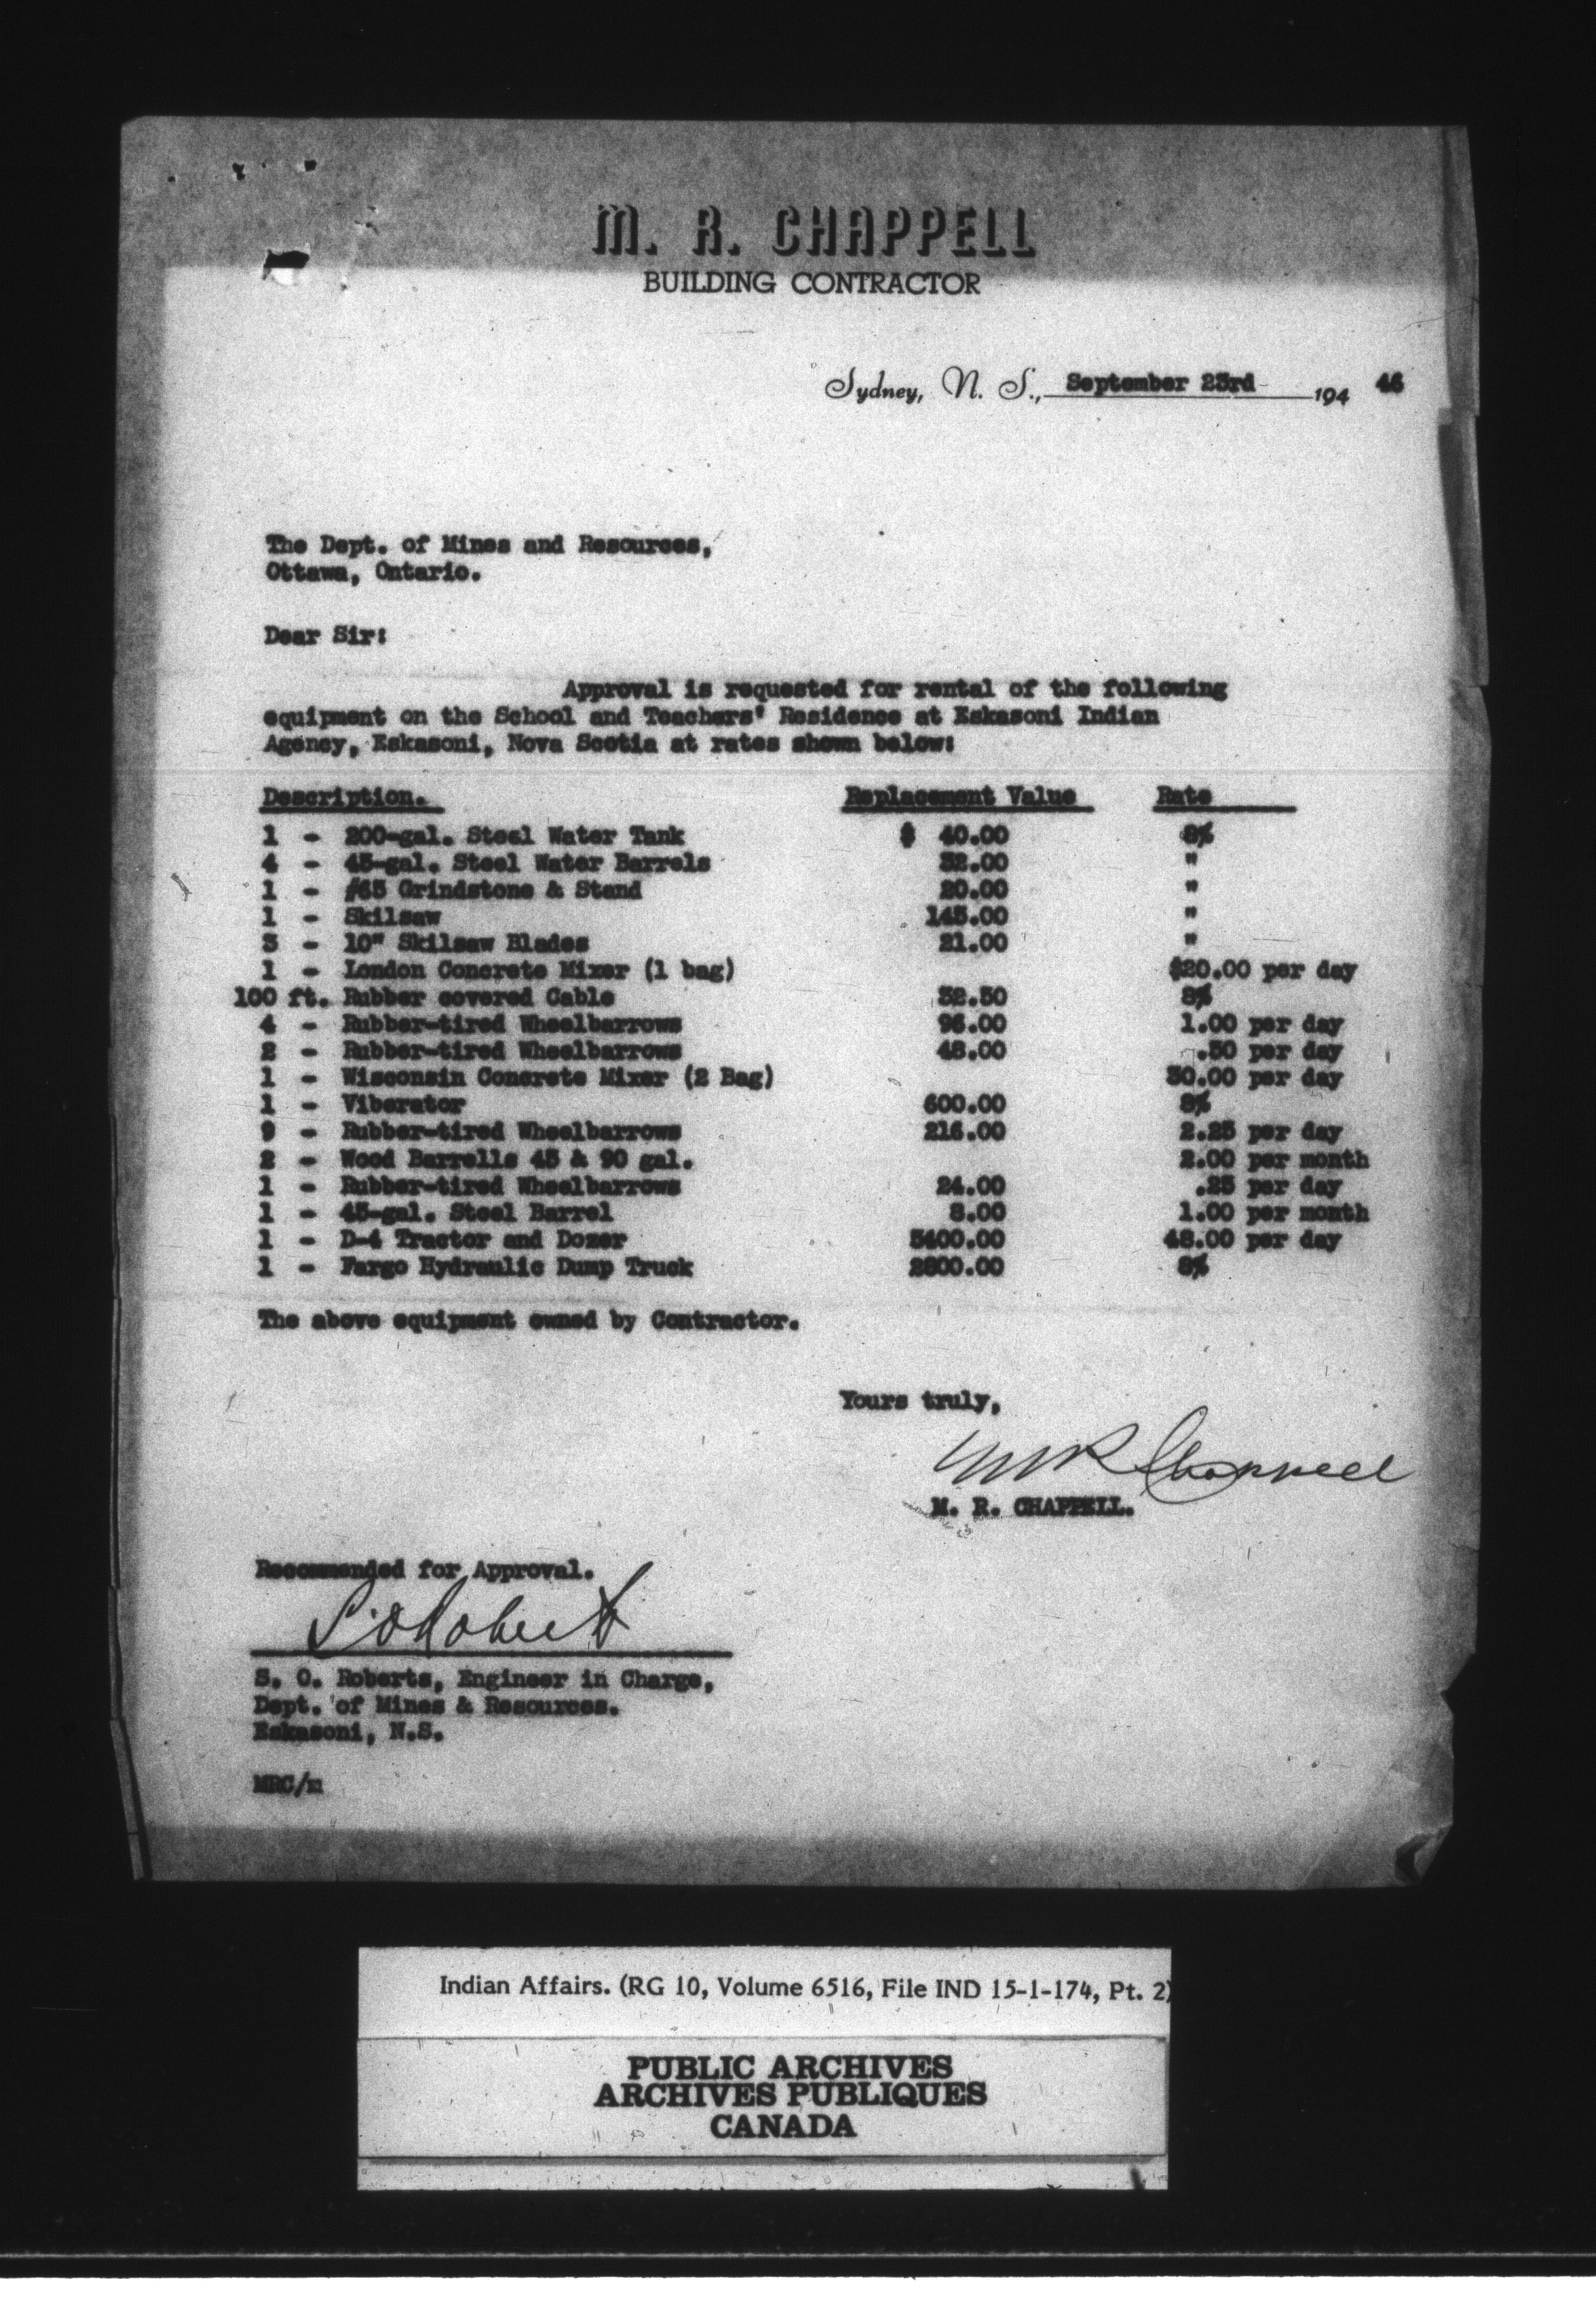 M. R. CHAPPELL
BUILDING CONTRACTOR
Sydney, N. S., September 23rd 194 46
The Dept. of Mines and Resources,
Ottawa, Ontario.
Dear Sir:
Approval is requested for rental of the following
equipment on the School and Teachers' Residence at Eskasoni Indian
Agency, Eskasoni, Nova Scotia at rates shown below:
Description. Replacement Value Rate
1 - 200-gal. Steel Water Tank $ 40.00 8%
4 - 45-gal. Steel Water Barrels 32.00 "
1 - #65 Grindstone & Stand 20.00 "
1 - Skilsaw 145.00 "
3 - 10" Skilsaw Blades 21.00 "
1 - London Concrete Mixer (1 bag) $20.00 per day
100 ft. Rubber covered Cable 32.50 8%
4 - Rubber-tired Wheelbarrows 96.00 1.00 per day
2 - Rubber-tired Wheelbarrows 48.00 .50 per day
1 - Wisconsin Concrete Mixer (2 Bag) 30.00 per day
1 - Viberator 600.00 8%
9 - Rubber-tired Wheelbarrows 216.00 2.25 per day
2 - Wood Barrells 45 & 90 gal. 2.00 per month
1 - Rubber-tired Wheelbarrows 24.00 .25 per day
1 - 45-gal. Steel Barrel 8.00 1.00 per month
1 - D-4 Tractor and Dozer 5400.00 48.00 per day
1 - Fargo Hydraulic Dump Truck 2800.00 8%
The above equipment owned by Contractor.
Yours truly,
M R Chappell
M. R. CHAPPELL.
Recommended for Approval.
S. O. Roberts
S. O. Roberts, Engineer in Charge,
Dept. of Mines & Resources.
Eskasoni, N.S.
MRC/m
Indian Affairs. (RG 10, Volume 6516, File IND 15-1-174, Pt. 2)
PUBLIC ARCHIVES
ARCHIVES PUBLIQUES
CANADA